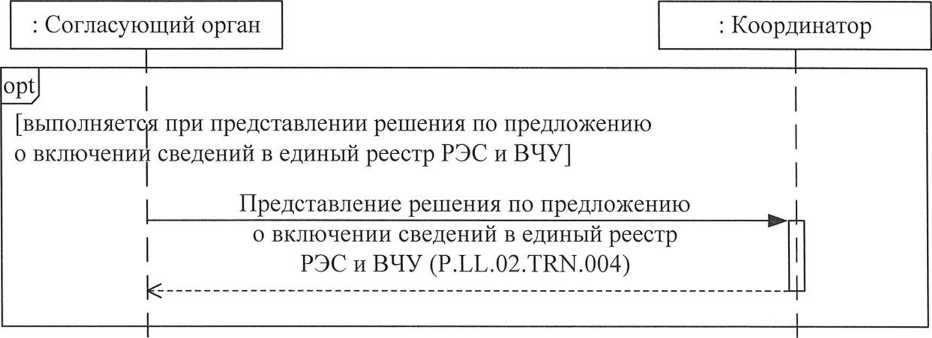 : Согласующий орган
: Координатор
opt
[выполняется при представлении решения по предложению
о включении сведений в единый реестр РЭС и ВЧУ]
Представление решения по предложению
о включении сведений в единый реестр
РЭС и ВЧУ (P.LL.02.TRN.004)